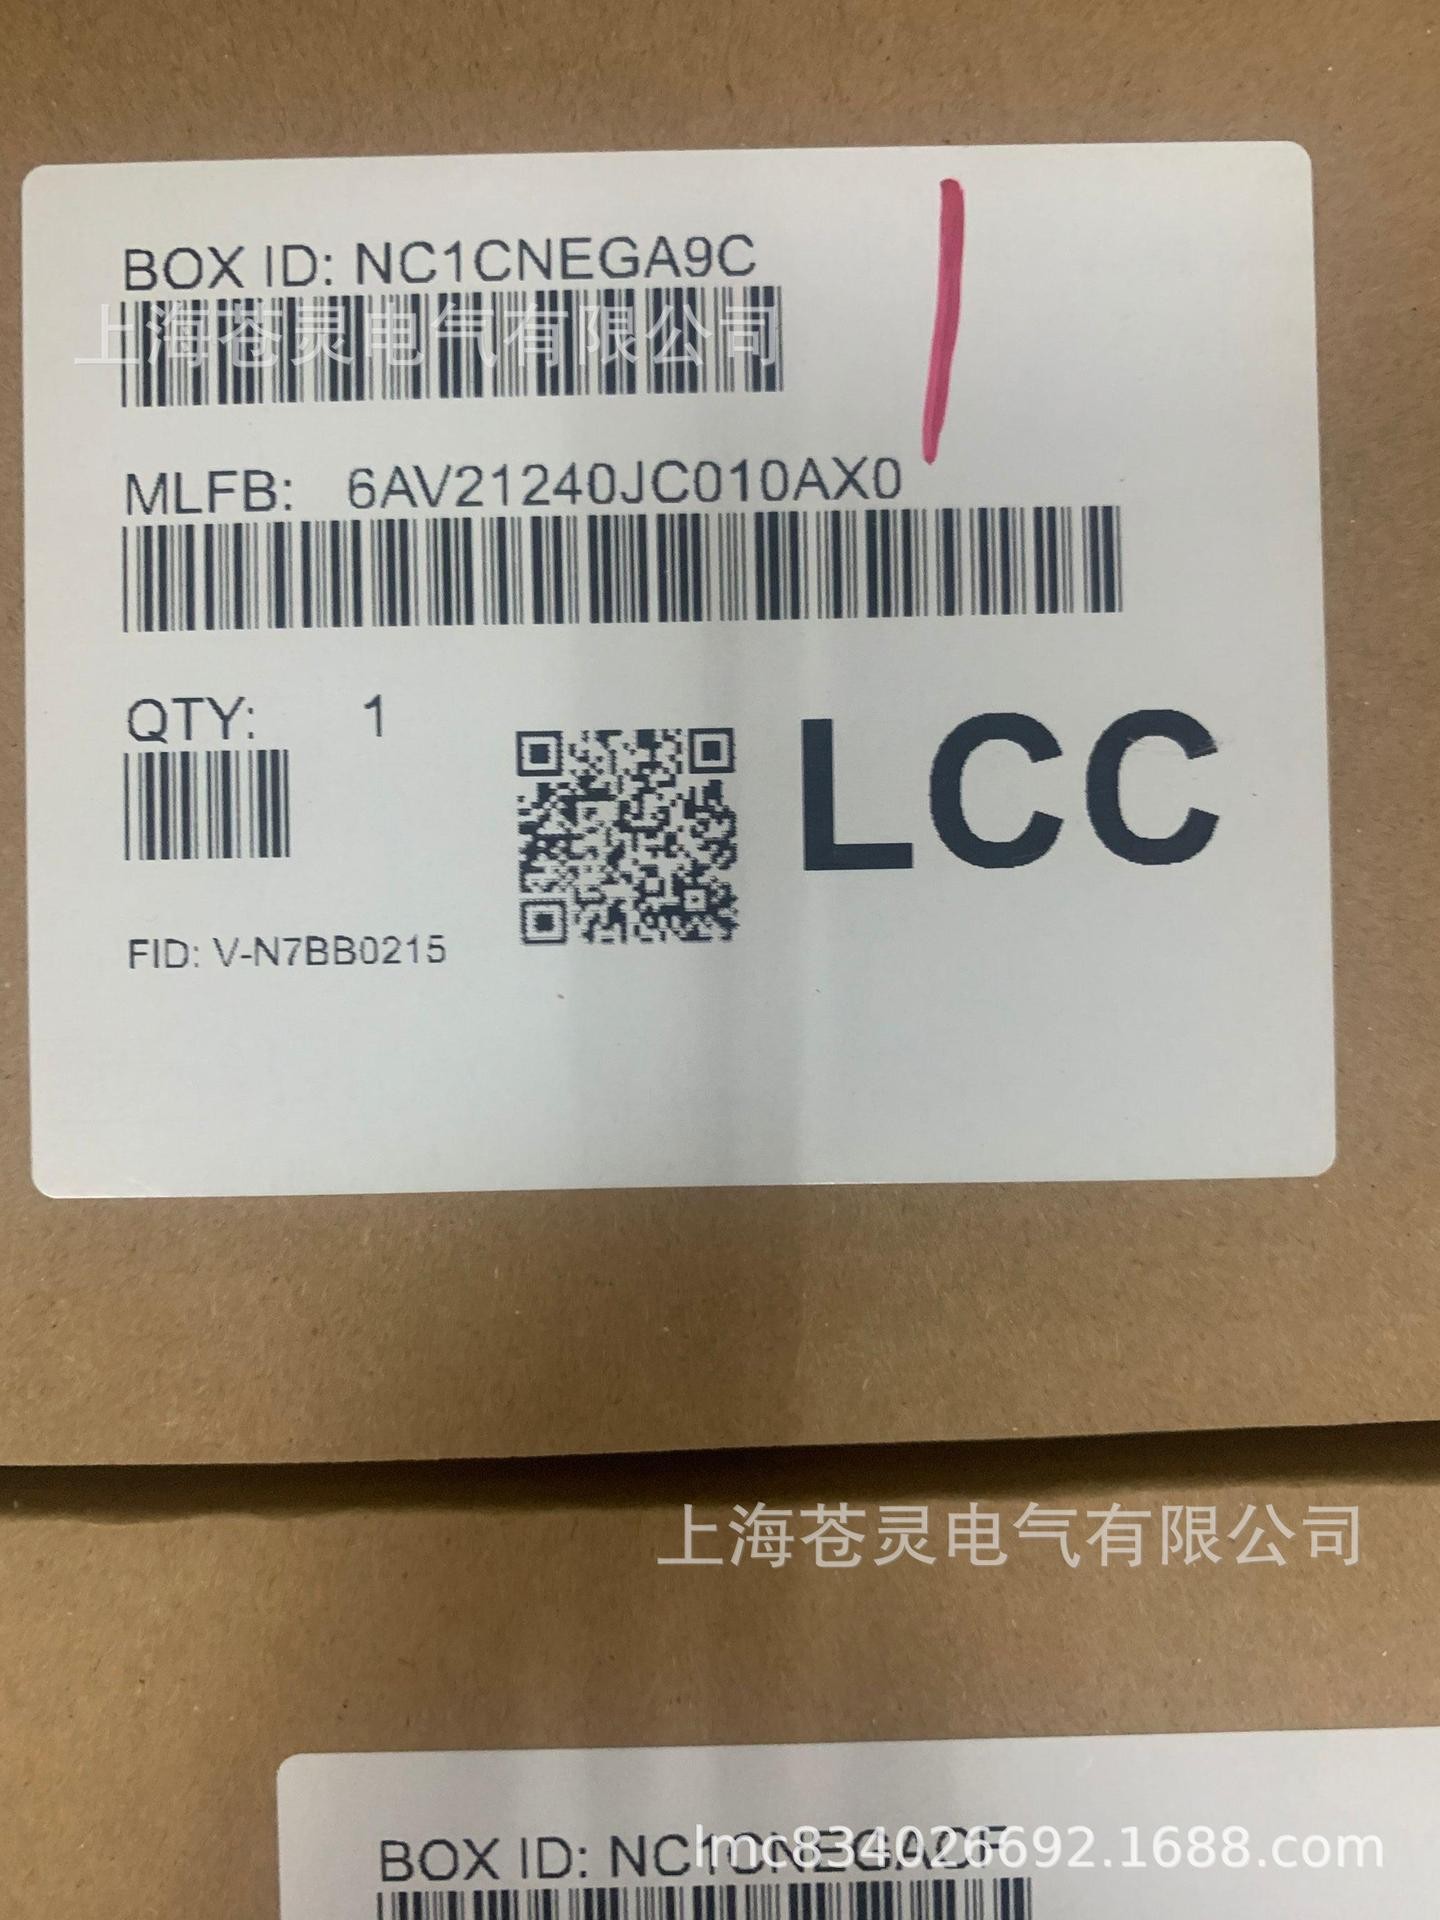 BOX ID: NC1CNEGA9C
上海苍灵电气有限公司
MLFB: 6AV21240JC010AX0
QTY: 1
LCC
FID: V-N7BB0215
上海苍灵电气有限公司
BOX ID: NC1CNEGACF
lmc834026692.1688.com